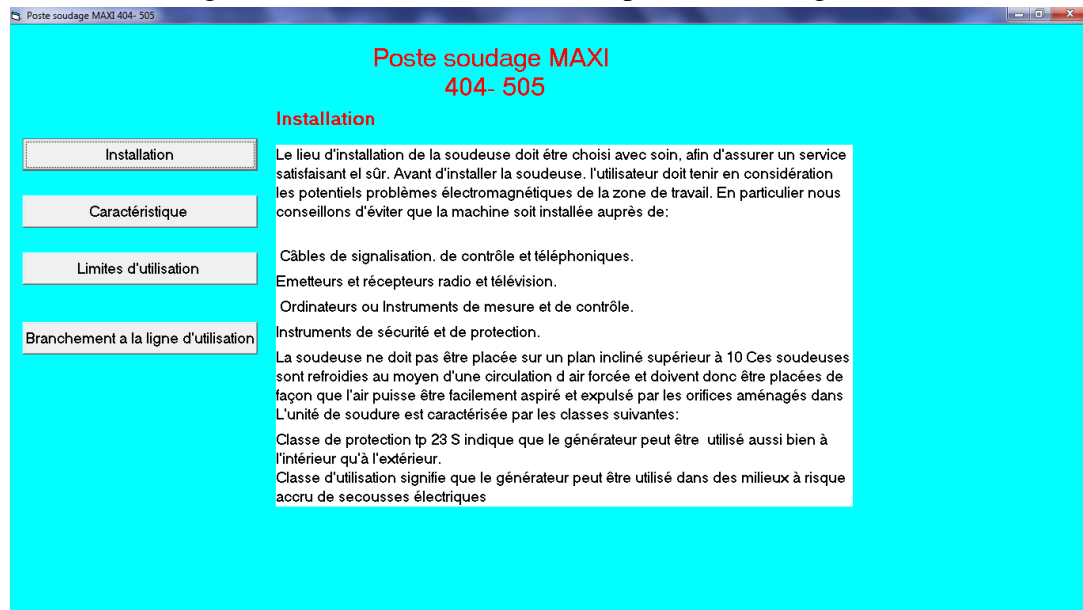 Poste soudage MAXI 404- 505
Poste soudage MAXI
404- 505
Installation
Installation
Caractéristique
Limites d'utilisation
Branchement a la ligne d'utilisation
Le lieu d'installation de la soudeuse doit étre choisi avec soin, afin d'assurer un service
satisfaisant el sûr. Avant d'installer la soudeuse. l'utilisateur doit tenir en considération
les potentiels problèmes électromagnétiques de la zone de travail. En particulier nous
conseillons d'éviter que la machine soit installée auprès de:
Câbles de signalisation. de contrôle et téléphoniques.
Emetteurs et récepteurs radio et télévision.
Ordinateurs ou Instruments de mesure et de contrôle.
Instruments de sécurité et de protection.
La soudeuse ne doit pas être placée sur un plan incliné supérieur à 10 Ces soudeuses
sont refroidies au moyen d'une circulation d air forcée et doivent donc être placées de
façon que l'air puisse être facilement aspiré et expulsé par les orifices aménagés dans
L'unité de soudure est caractérisée par les classes suivantes:
Classe de protection tp 23 S indique que le générateur peut être utilisé aussi bien à
l'intérieur qu'à l'extérieur.
Classe d'utilisation signifie que le générateur peut être utilisé dans des milieux à risque
accru de secousses électriques